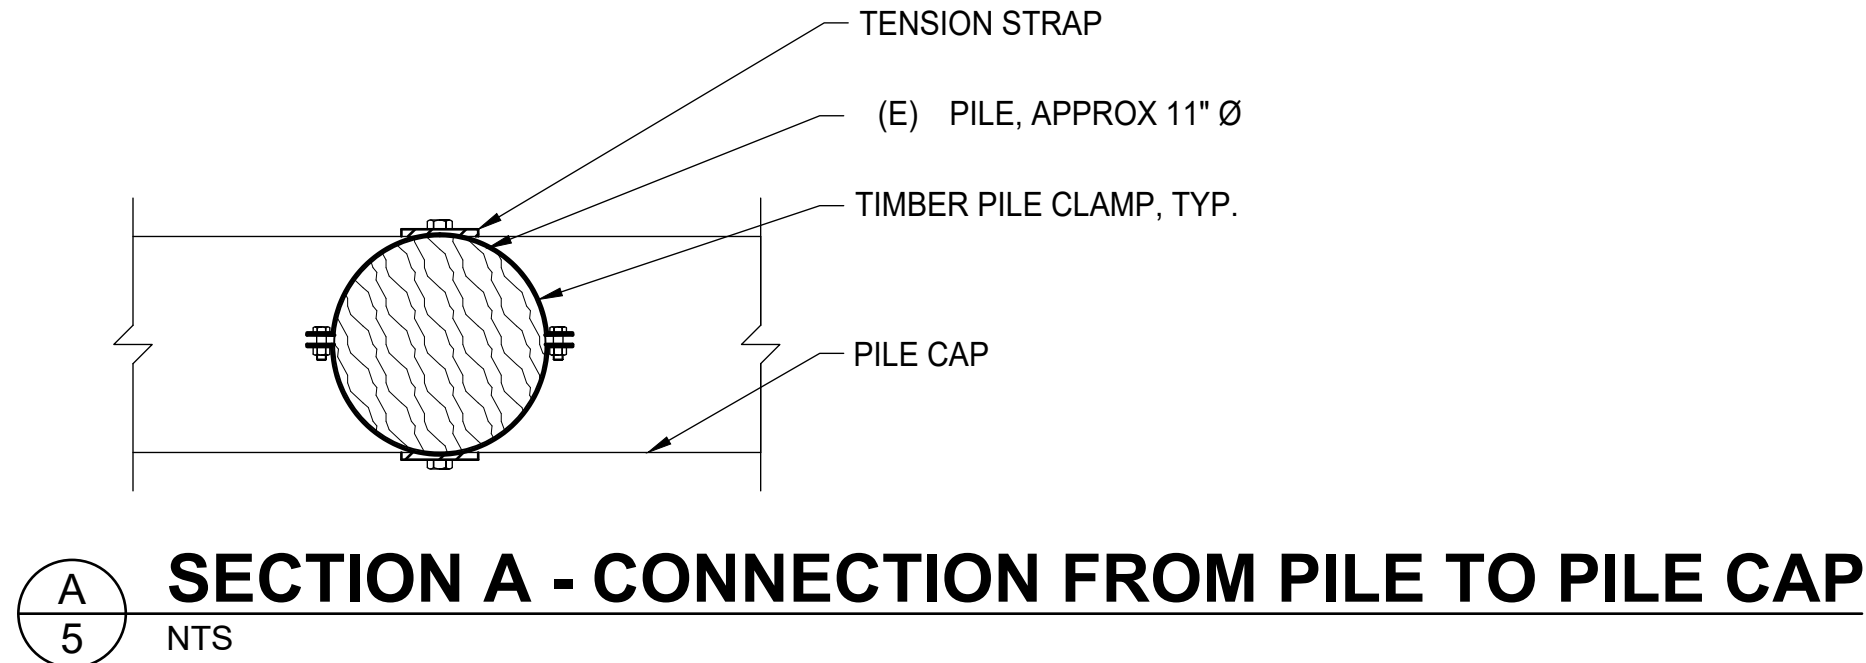 TENSION STRAP
(E) PILE, APPROX 11" Ø
TIMBER PILE CLAMP, TYP.
PILE CAP
A
5
SECTION A - CONNECTION FROM PILE TO PILE CAP
NTS